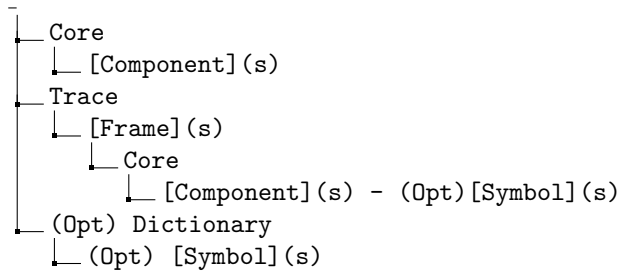 Core
[Component](s)
Trace
[Frame](s)
Core
[Component](s) - (Opt)[Symbol](s)
(Opt) Dictionary
(Opt) [Symbol](s)